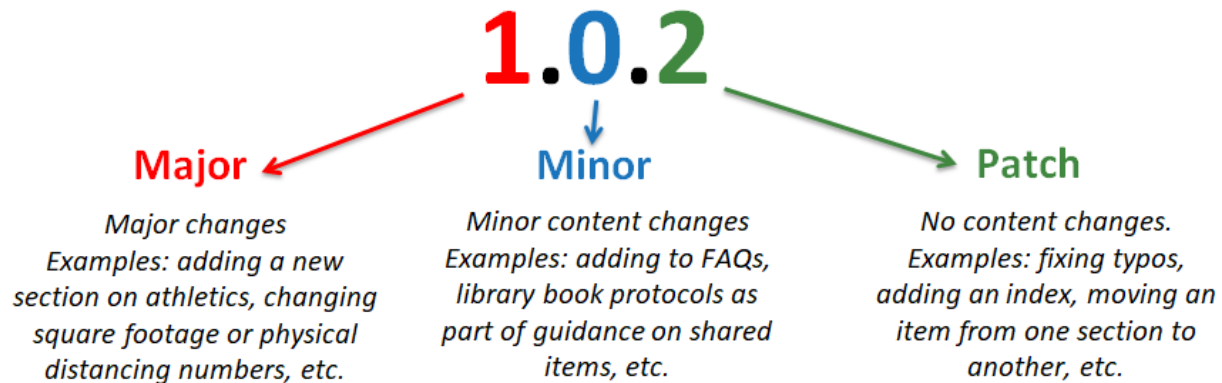 1.0.2
Major
Major changes
Examples: adding a new
section on athletics, changing
square footage or physical
distancing numbers, etc.
Minor
Minor content changes
Examples: adding to FAQs,
library book protocols as
part of guidance on shared
items, etc.
Patch
No content changes.
Examples: fixing typos,
adding an index, moving an
item from one section to
another, etc.